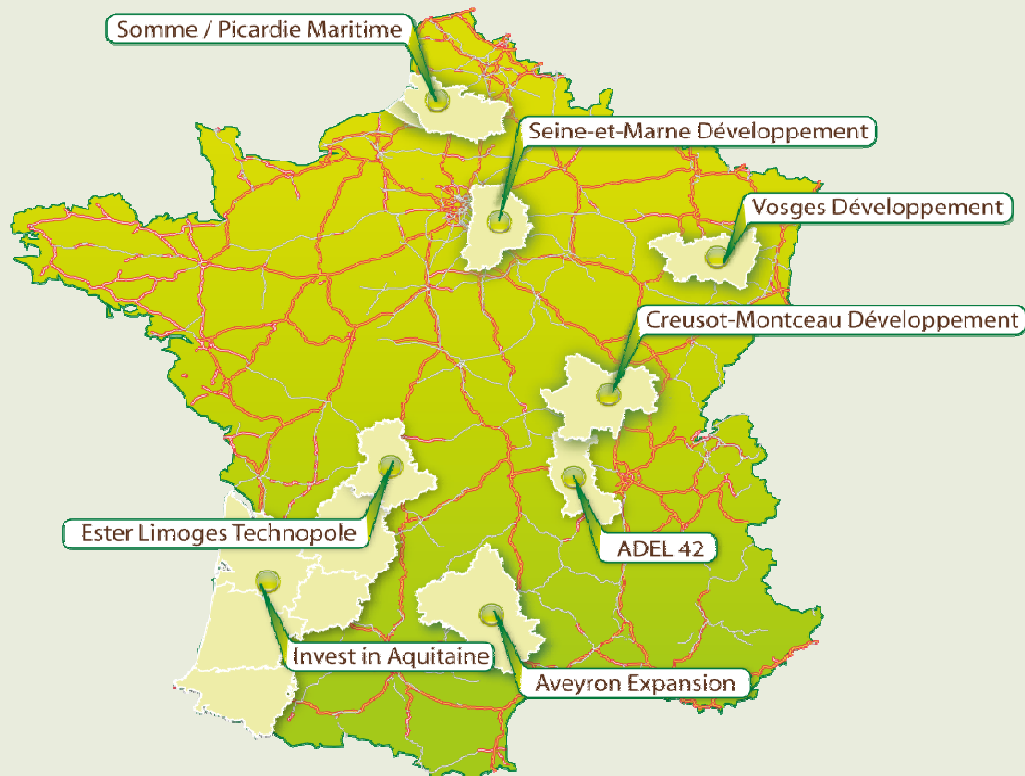 Somme / Picardie Maritime
Seine-et-Marne Développement
Vosges Développement
Creusot-Montceau Développement
Ester Limoges Technopole
ADEL 42
Invest in Aquitaine
Aveyron Expansion